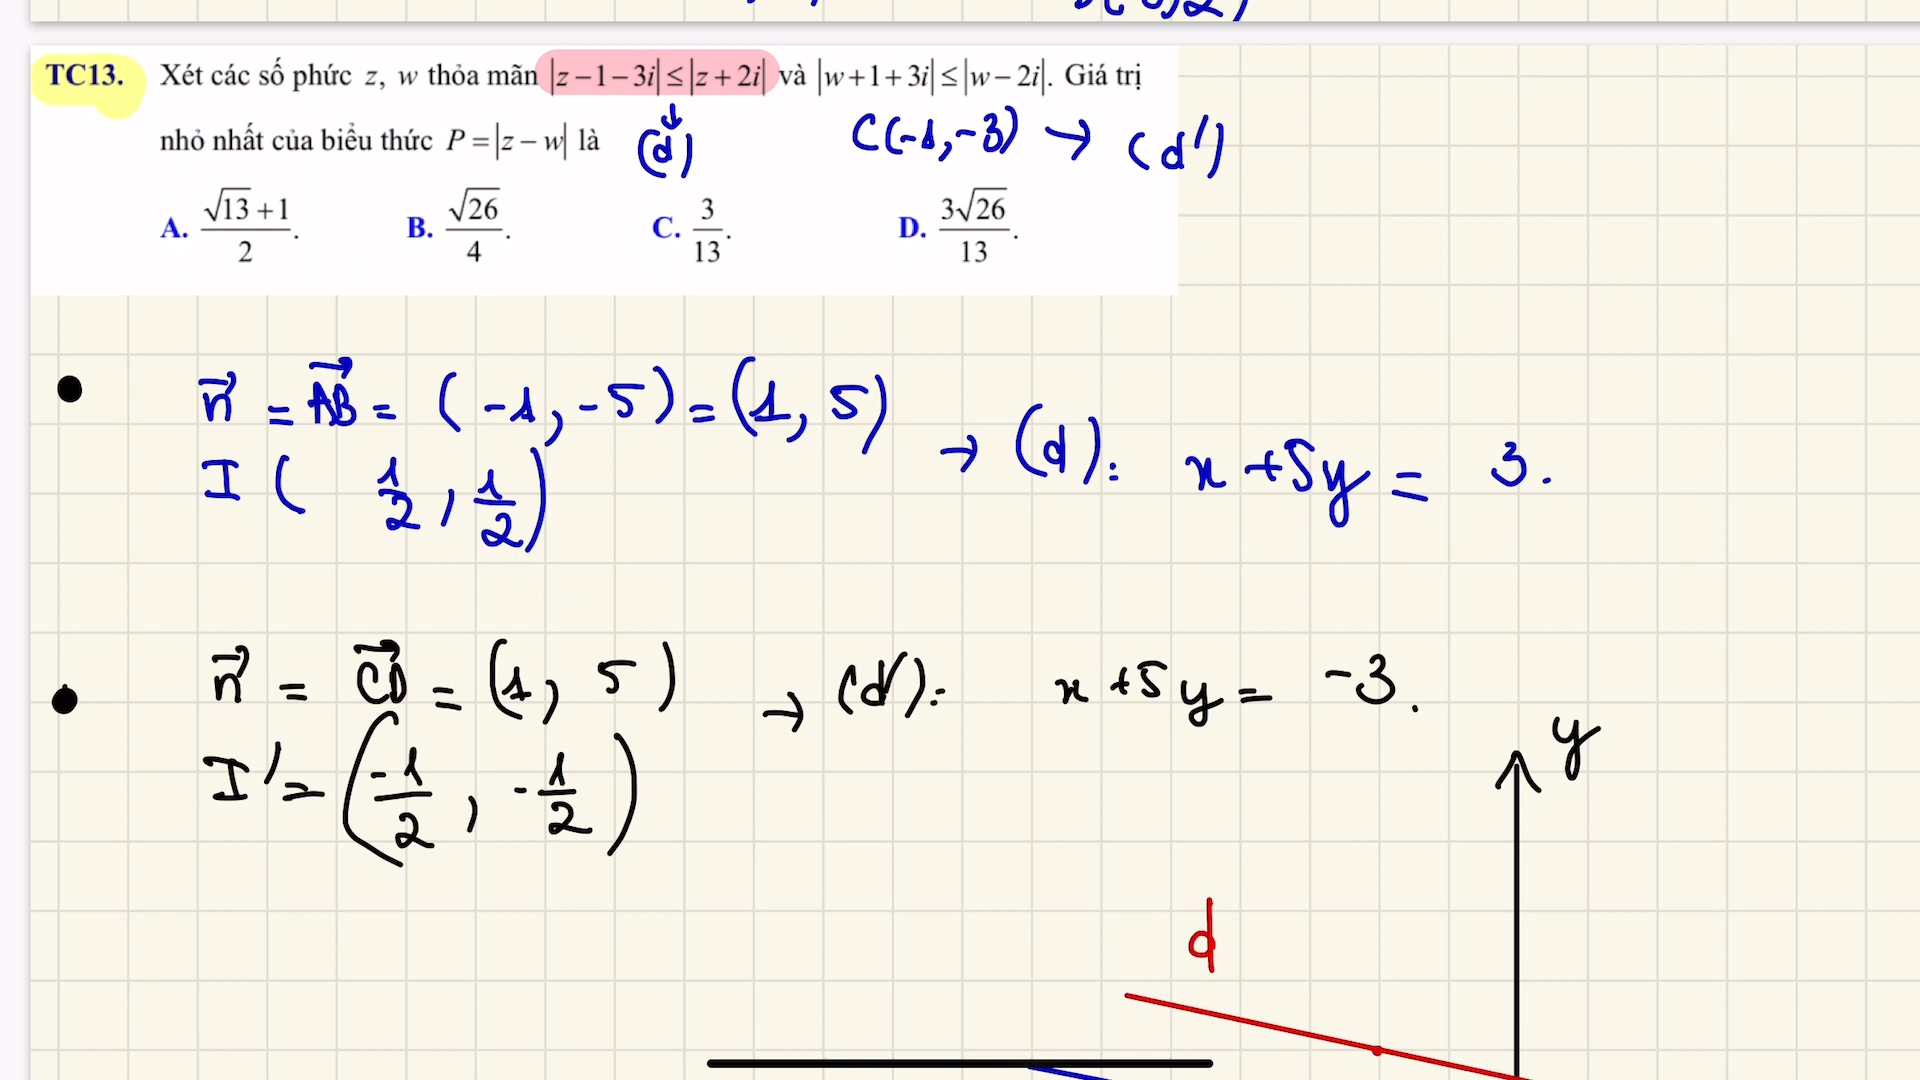 TC13. Xét các số phức z, w thỏa mãn |z−1−3i|≤|z+2i| và |w+1+3i|≤|w−2i|. Giá trị
nhỏ nhất của biểu thức P=|z−w| là
(d)
C(-1,-3) → (d')
A. (√13+1)/2.
B. √26/4.
C. 3/13.
D. 3√26/13.
n⃗ = AB⃗ = (-1,-5) = (1,5)
I (1/2, 1/2)
→ (d): x+5y = 3.
n⃗ = CD⃗ = (1, 5) → (d'): x+5y = -3.
I' = (-1/2, -1/2)
y
d